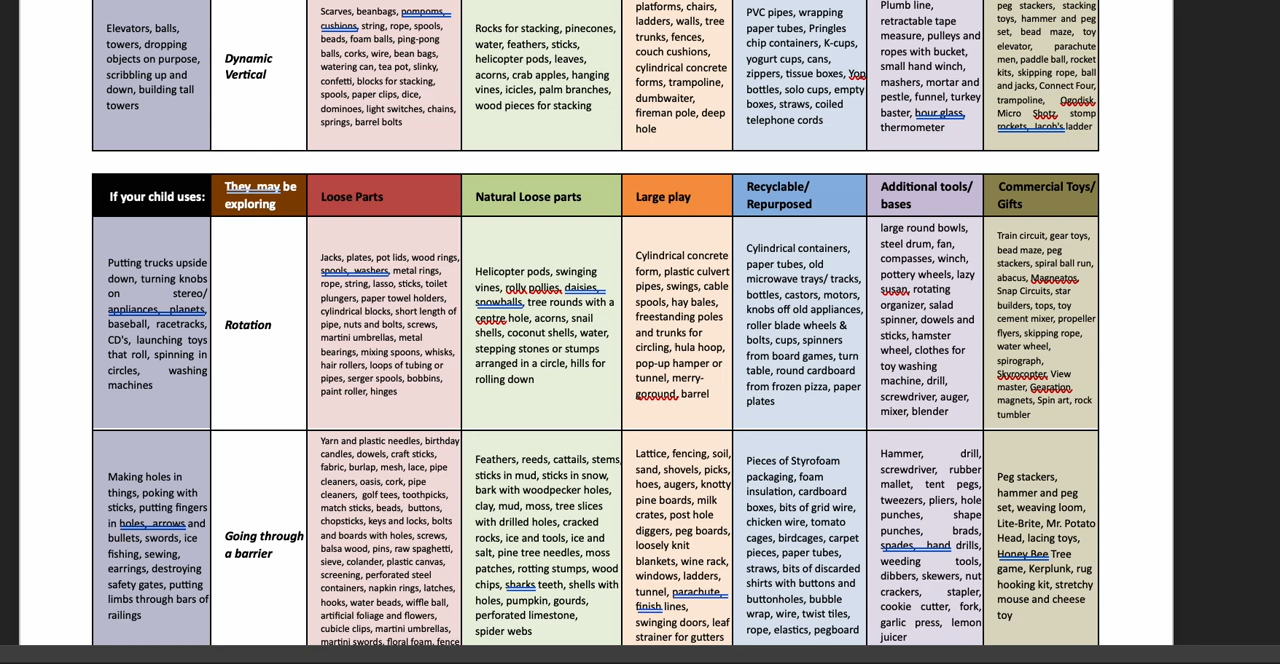 Elevators, balls,
towers, dropping
objects on purpose,
scribbling up and
down, building tall
towers
Dynamic
Vertical
Scarves, beanbags, pompoms,
cushions, string, rope, spools,
beads, foam balls, ping-pong
balls, corks, wire, bean bags,
watering can, tea pot, slinky,
confetti, blocks for stacking,
spools, paper clips, dice,
dominoes, light switches, chains,
springs, barrel bolts
Rocks for stacking, pinecones,
water, feathers, sticks,
helicopter pods, leaves,
acorns, crab apples, hanging
vines, icicles, palm branches,
wood pieces for stacking
platforms, chairs,
ladders, walls, tree
trunks, fences,
couch cushions,
cylindrical concrete
forms, trampoline,
dumbwaiter,
fireman pole, deep
hole
PVC pipes, wrapping
paper tubes, Pringles
chip containers, K-cups,
yogurt cups, cans,
zippers, tissue boxes, Yop
bottles, solo cups, empty
boxes, straws, coiled
telephone cords
Plumb line,
retractable tape
measure, pulleys and
ropes with bucket,
small hand winch,
mashers, mortar and
pestle, funnel, turkey
baster, hour glass,
thermometer
peg stackers, stacking
toys, hammer and peg
set, bead maze, toy
elevator, parachute
men, paddle ball, rocket
kits, skipping rope, ball
and jacks, Connect Four,
trampoline, Ogodisk,
Micro Shotz, stomp
rockets, Jacob's ladder
If your child uses:
They may be
exploring
Loose Parts
Natural Loose parts
Large play
Recyclable/
Repurposed
Additional tools/
bases
Commercial Toys/
Gifts
Putting trucks upside
down, turning knobs
on stereo/
appliances, planets,
baseball, racetracks,
CD's, launching toys
that roll, spinning in
circles, washing
machines
Rotation
Jacks, plates, pot lids, wood rings,
spools, washers, metal rings,
rope, string, lasso, sticks, toilet
plungers, paper towel holders,
cylindrical blocks, short length of
pipe, nuts and bolts, screws,
martini umbrellas, metal
bearings, mixing spoons, whisks,
hair rollers, loops of tubing or
pipes, serger spools, bobbins,
paint roller, hinges
Helicopter pods, swinging
vines, rolly pollies, daisies,
snowballs, tree rounds with a
centre hole, acorns, snail
shells, coconut shells, water,
stepping stones or stumps
arranged in a circle, hills for
rolling down
Cylindrical concrete
form, plastic culvert
pipes, swings, cable
spools, hay bales,
freestanding poles
and trunks for
circling, hula hoop,
pop-up hamper or
tunnel, merry-
goround, barrel
Cylindrical containers,
paper tubes, old
microwave trays/ tracks,
bottles, castors, motors,
knobs off old appliances,
roller blade wheels &
bolts, cups, spinners
from board games, turn
table, round cardboard
from frozen pizza, paper
plates
large round bowls,
steel drum, fan,
compasses, winch,
pottery wheels, lazy
susan, rotating
organizer, salad
spinner, dowels and
sticks, hamster
wheel, clothes for
toy washing
machine, drill,
screwdriver, auger,
mixer, blender
Train circuit, gear toys,
bead maze, peg
stackers, spiral ball run,
abacus, Magneatos,
Snap Circuits, star
builders, tops, toy
cement mixer, propeller
flyers, skipping rope,
water wheel,
spirograph,
Skyrocopter, View
master, Gearation,
magnets, Spin art, rock
tumbler
Making holes in
things, poking with
sticks, putting fingers
in holes, arrows and
bullets, swords, ice
fishing, sewing,
earrings, destroying
safety gates, putting
limbs through bars of
railings
Going through
a barrier
Yarn and plastic needles, birthday
candles, dowels, craft sticks,
fabric, burlap, mesh, lace, pipe
cleaners, oasis, cork, pipe
cleaners, golf tees, toothpicks,
match sticks, beads, buttons,
chopsticks, keys and locks, bolts
and boards with holes, screws,
balsa wood, pins, raw spaghetti,
sieve, colander, plastic canvas,
screening, perforated steel
containers, napkin rings, latches,
hooks, water beads, wiffle ball,
artificial foliage and flowers,
cubicle clips, martini umbrellas,
martini swords, floral foam, fence
Feathers, reeds, cattails, stems,
sticks in mud, sticks in snow,
bark with woodpecker holes,
clay, mud, moss, tree slices
with drilled holes, cracked
rocks, ice and tools, ice and
salt, pine tree needles, moss
patches, rotting stumps, wood
chips, sharks teeth, shells with
holes, pumpkin, gourds,
perforated limestone,
spider webs
Lattice, fencing, soil,
sand, shovels, picks,
hoes, augers, knotty
pine boards, milk
crates, post hole
diggers, peg boards,
loosely knit
blankets, wine rack,
windows, ladders,
tunnel, parachute,
finish lines,
swinging doors, leaf
strainer for gutters
Pieces of Styrofoam
packaging, foam
insulation, cardboard
boxes, bits of grid wire,
chicken wire, tomato
cages, birdcages, carpet
pieces, paper tubes,
straws, bits of discarded
shirts with buttons and
buttonholes, bubble
wrap, wire, twist tiles,
rope, elastics, pegboard
Hammer, drill,
screwdriver, rubber
mallet, tent pegs,
tweezers, pliers, hole
punches, shape
punches, brads,
spades, hand drills,
weeding tools,
dibbers, skewers, nut
crackers, stapler,
cookie cutter, fork,
garlic press, lemon
juicer
Peg stackers,
hammer and peg
set, weaving loom,
Lite-Brite, Mr. Potato
Head, lacing toys,
Honey Bee Tree
game, Kerplunk, rug
hooking kit, stretchy
mouse and cheese
toy